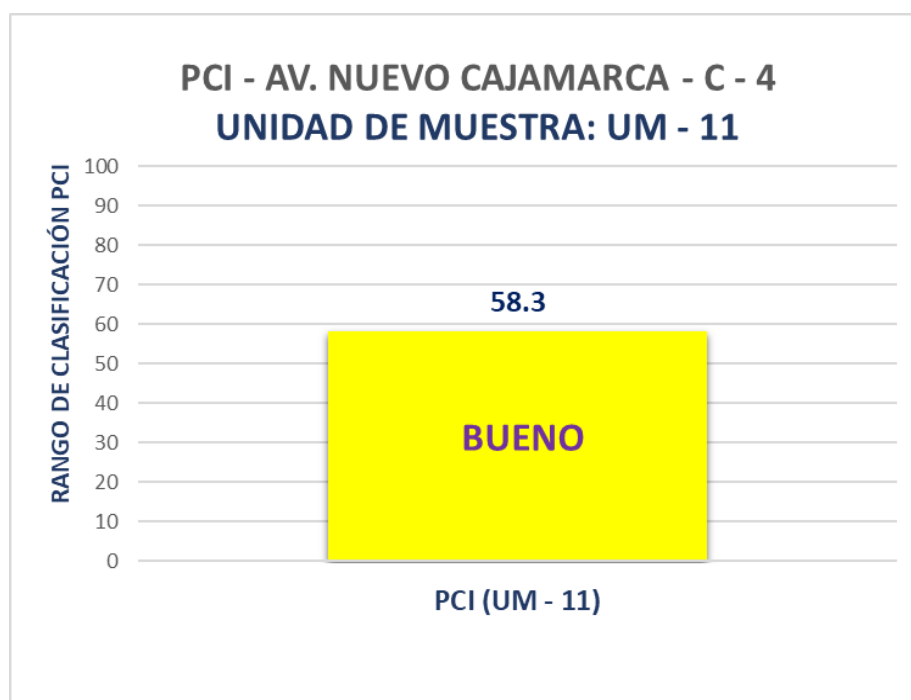 PCI - AV. NUEVO CAJAMARCA - C - 4
UNIDAD DE MUESTRA: UM - 11
RANGO DE CLASIFICACIÓN PCI
100
90
80
70
60
50
40
30
20
10
0
58.3
BUENO
PCI (UM - 11)